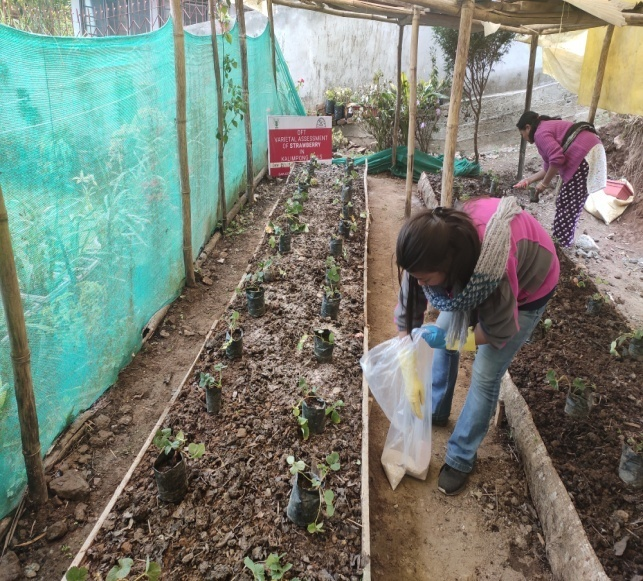 OFT
VARIETAL ASSESSMENT
OF STRAWBERRY
IN
KALIMPONG